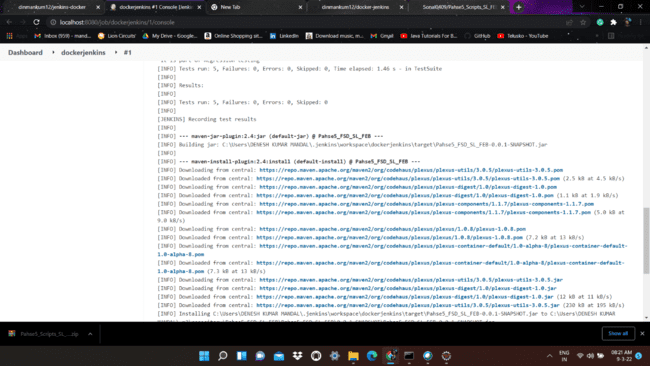 dinmankum12/jenkins-docker
dockerjenkins #1 Console [Jenkins
New Tab
dinmankum12/docker-jenkins
Sonali0409/Pahse5_Scripts_SL_F
localhost:8080/job/dockerjenkins/1/console
Apps
Inbox (959) - mand...
Lion Circuits'
My Drive - Google...
Online Shopping sit...
LinkedIn
Download music, m...
Gmail
Java Tutorials For B...
GitHub
Tekusko - YouTube
Dashboard
dockerjenkins
#1
It is part of Regression testing
[INFO] Tests run: 5, Failures: 0, Errors: 0, Skipped: 0, Time elapsed: 1.46 s - in TestSuite
[INFO]
[INFO] Results:
[INFO]
[INFO] Tests run: 5, Failures: 0, Errors: 0, Skipped: 0
[INFO]
[JENKINS] Recording test results
[INFO]
[INFO] --- maven-jar-plugin:2.4:jar (default-jar) @ Pahse5_FSD_SL_FEB ---
[INFO] Building jar: C:\Users\DENESH KUMAR MANDAL\.jenkins\workspace\dockerjenkins\target\Pahse5_FSD_SL_FEB-0.0.1-SNAPSHOT.jar
[INFO]
[INFO] --- maven-install-plugin:2.4:install (default-install) @ Pahse5_FSD_SL_FEB ---
[INFO] Downloading from central: https://repo.maven.apache.org/maven2/org/codehaus/plexus/plexus-utils/3.0.5/plexus-utils-3.0.5.pom
[INFO] Downloaded from central: https://repo.maven.apache.org/maven2/org/codehaus/plexus/plexus-utils/3.0.5/plexus-utils-3.0.5.pom (2.5 kB at 4.5 kB/s)
[INFO] Downloading from central: https://repo.maven.apache.org/maven2/org/codehaus/plexus/plexus-digest/1.0/plexus-digest-1.0.pom
[INFO] Downloaded from central: https://repo.maven.apache.org/maven2/org/codehaus/plexus/plexus-digest/1.0/plexus-digest-1.0.pom (1.1 kB at 1.9 kB/s)
[INFO] Downloading from central: https://repo.maven.apache.org/maven2/org/codehaus/plexus/plexus-components/1.1.7/plexus-components-1.1.7.pom
[INFO] Downloaded from central: https://repo.maven.apache.org/maven2/org/codehaus/plexus/plexus-components/1.1.7/plexus-components-1.1.7.pom (5.0 kB at
9.0 kB/s)
[INFO] Downloading from central: https://repo.maven.apache.org/maven2/org/codehaus/plexus/plexus/1.0.8/plexus-1.0.8.pom
[INFO] Downloaded from central: https://repo.maven.apache.org/maven2/org/codehaus/plexus/plexus/1.0.8/plexus-1.0.8.pom (7.2 kB at 13 kB/s)
[INFO] Downloading from central: https://repo.maven.apache.org/maven2/org/codehaus/plexus/plexus-container-default/1.0-alpha-8/plexus-container-default-
1.0-alpha-8.pom
[INFO] Downloaded from central: https://repo.maven.apache.org/maven2/org/codehaus/plexus/plexus-container-default/1.0-alpha-8/plexus-container-default-
1.0-alpha-8.pom (7.3 kB at 13 kB/s)
[INFO] Downloading from central: https://repo.maven.apache.org/maven2/org/codehaus/plexus/plexus-utils/3.0.5/plexus-utils-3.0.5.jar
[INFO] Downloading from central: https://repo.maven.apache.org/maven2/org/codehaus/plexus/plexus-digest/1.0/plexus-digest-1.0.jar
[INFO] Downloaded from central: https://repo.maven.apache.org/maven2/org/codehaus/plexus/plexus-digest/1.0/plexus-digest-1.0.jar (12 kB at 11 kB/s)
[INFO] Downloaded from central: https://repo.maven.apache.org/maven2/org/codehaus/plexus/plexus-utils/3.0.5/plexus-utils-3.0.5.jar (230 kB at 195 kB/s)
[INFO] Installing C:\Users\DENESH KUMAR MANDAL\.jenkins\workspace\dockerjenkins\target\Pahse5_FSD_SL_FEB-0.0.1-SNAPSHOT.jar to C:\Users\DENESH KUMAR
Pahse5_Scripts_SL_....zip
Show all
ENG
IN
08:21 AM
9-3-22